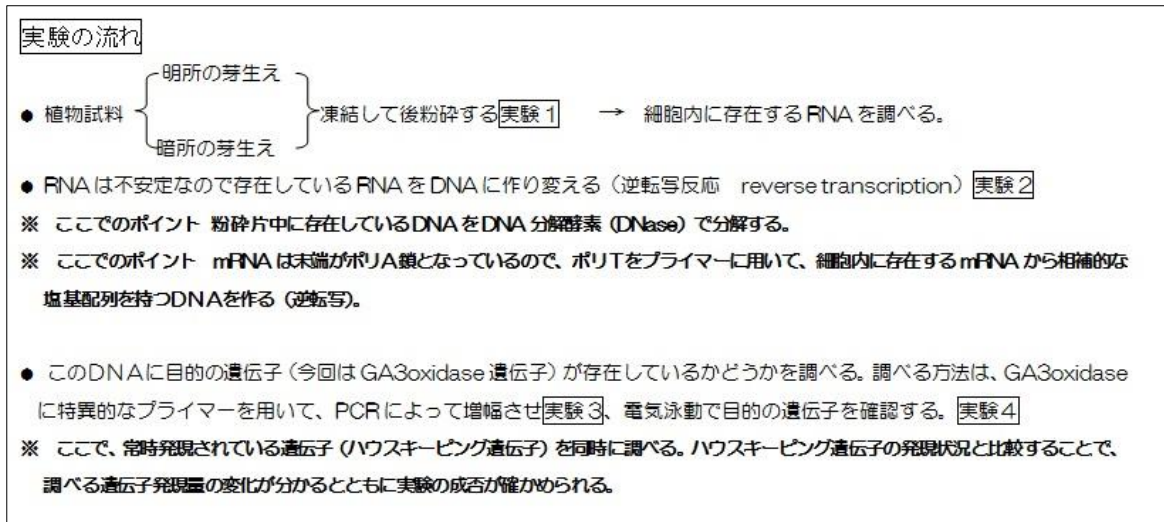 実験の流れ
明所の芽生え
● 植物試料 凍結して後粉砕する実験1 → 細胞内に存在するRNAを調べる。
暗所の芽生え
● RNAは不安定なので存在しているRNAをDNAに作り変える（逆転写反応 reverse transcription）実験2
※ ここでのポイント 粉砕片中に存在しているDNAをDNA分解酵素（DNase）で分解する。
※ ここでのポイント mRNAは末端がポリA鎖となっているので、ポリTをプライマーに用いて、細胞内に存在するmRNAから相補的な
塩基配列を持つDNAを作る（逆転写）。
● このDNAに目的の遺伝子（今回はGA3oxidase遺伝子）が存在しているかどうかを調べる。調べる方法は、GA3oxidase
に特異的なプライマーを用いて、PCRによって増幅させ実験3、電気泳動で目的の遺伝子を確認する。実験4
※ ここで、常時発現されている遺伝子（ハウスキーピング遺伝子）を同時に調べる。ハウスキーピング遺伝子の発現状況と比較することで、
調べる遺伝子発現量の変化が分かるとともに実験の成否が確かめられる。